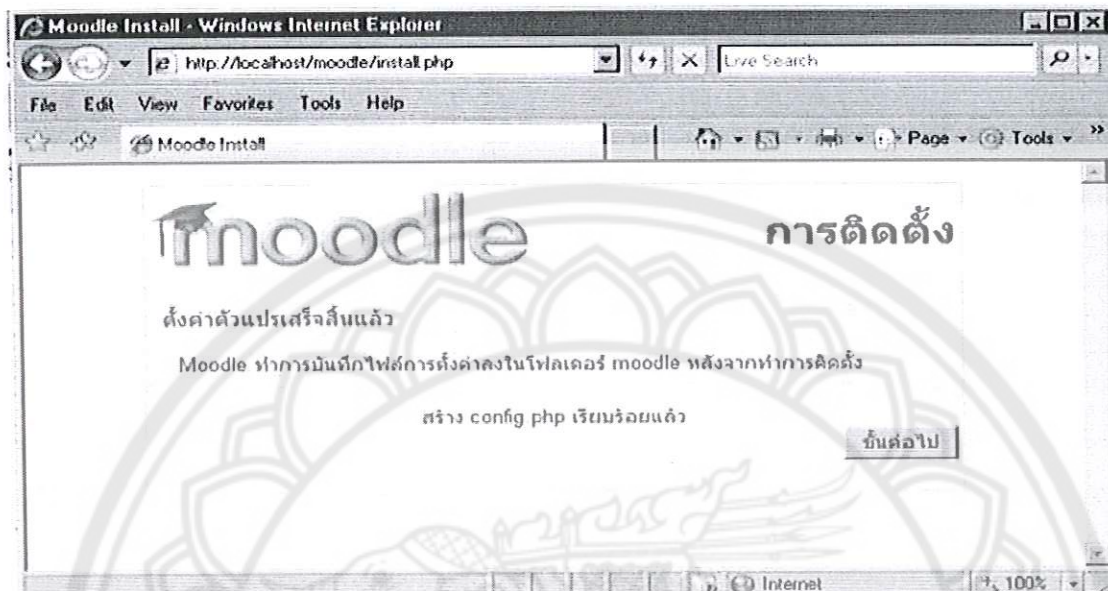 Moodle Install - Windows Internet Explorer
http://localhost/moodle/install.php
Live Search
File Edit View Favorites Tools Help
Moodle Install
Page Tools
moodle การติดตั้ง
ตั้งค่าตัวแปรเสร็จสิ้นแล้ว
Moodle ทำการบันทึกไฟล์การตั้งค่าลงในโฟลเดอร์ moodle หลังจากทำการติดตั้ง
สร้าง config php เรียบร้อยแล้ว
ขั้นต่อไป
Internet 100%